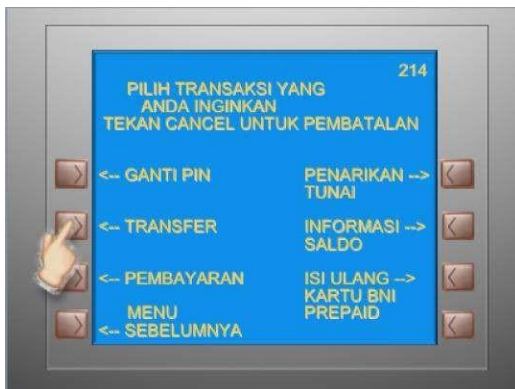 214
PILIH TRANSAKSI YANG
ANDA INGINKAN
TEKAN CANCEL UNTUK PEMBATALAN
<-- GANTI PIN
PENARIKAN -->
TUNAI
<-- TRANSFER
INFORMASI -->
SALDO
<-- PEMBAYARAN
ISI ULANG -->
KARTU BNI
PREPAID
MENU
<-- SEBELUMNYA